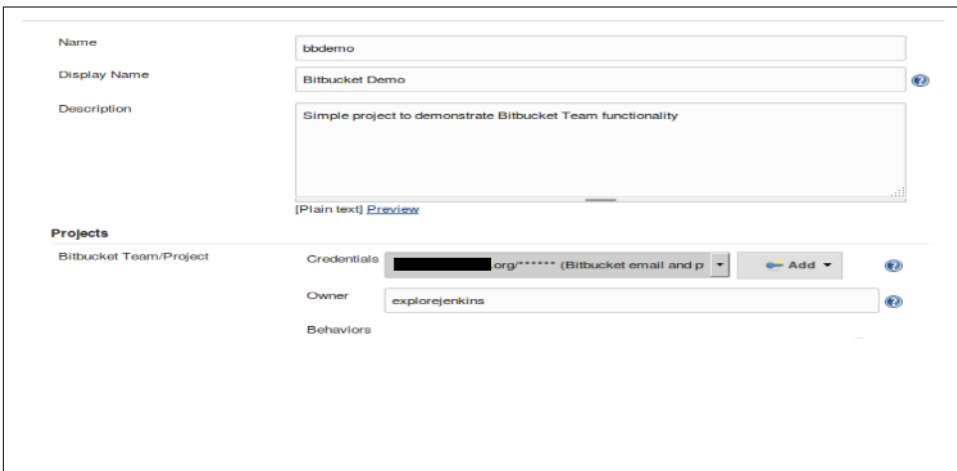 Name
bbdemo
Display Name
Bitbucket Demo
Description
Simple project to demonstrate Bitbucket Team functionality
[Plain text] Preview
Projects
Bitbucket Team/Project
Credentials
.org/****** (Bitbucket email and p
Add
Owner
explorejenkins
Behaviors